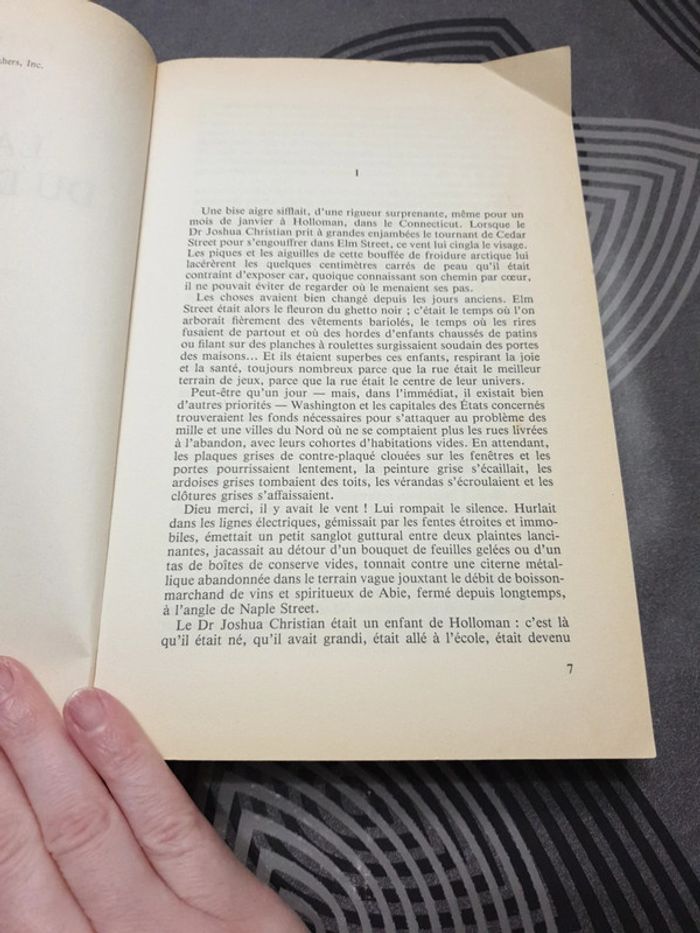 hers, Inc.
I
Une bise aigre sifflait, d'une rigueur surprenante, même pour un
mois de janvier à Holloman, dans le Connecticut. Lorsque le
Dr Joshua Christian prit à grandes enjambées le tournant de Cedar
Street pour s'engouffrer dans Elm Street, ce vent lui cingla le visage.
Les piques et les aiguilles de cette bouffée de froidure arctique lui
lacérèrent les quelques centimètres carrés de peau qu'il était
contraint d'exposer car, quoique connaissant son chemin par cœur,
il ne pouvait éviter de regarder où le menaient ses pas.
Les choses avaient bien changé depuis les jours anciens. Elm
Street était alors le fleuron du ghetto noir ; c'était le temps où l'on
arborait fièrement des vêtements bariolés, le temps où les rires
fusaient de partout et où des hordes d'enfants chaussés de patins
ou filant sur des planches à roulettes surgissaient soudain des portes
des maisons... Et ils étaient superbes ces enfants, respirant la joie
et la santé, toujours nombreux parce que la rue était le meilleur
terrain de jeux, parce que la rue était le centre de leur univers.
Peut-être qu'un jour — mais, dans l'immédiat, il existait bien
d'autres priorités — Washington et les capitales des États concernés
trouveraient les fonds nécessaires pour s'attaquer au problème des
mille et une villes du Nord où ne se comptaient plus les rues livrées
à l'abandon, avec leurs cohortes d'habitations vides. En attendant,
les plaques grises de contre-plaqué clouées sur les fenêtres et les
portes pourrissaient lentement, la peinture grise s'écaillait, les
ardoises grises tombaient des toits, les vérandas s'écroulaient et les
clôtures grises s'affaissaient.
Dieu merci, il y avait le vent ! Lui rompait le silence. Hurlait
dans les lignes électriques, gémissait par les fentes étroites et immo-
biles, émettait un petit sanglot guttural entre deux plaintes lanci-
nantes, jacassait au détour d'un bouquet de feuilles gelées ou d'un
tas de boîtes de conserve vides, tonnait contre une citerne métal-
lique abandonnée dans le terrain vague jouxtant le débit de boisson-
marchand de vins et spiritueux de Abie, fermé depuis longtemps,
à l'angle de Naple Street.
Le Dr Joshua Christian était un enfant de Holloman : c'est là
qu'il était né, qu'il avait grandi, était allé à l'école, était devenu
7